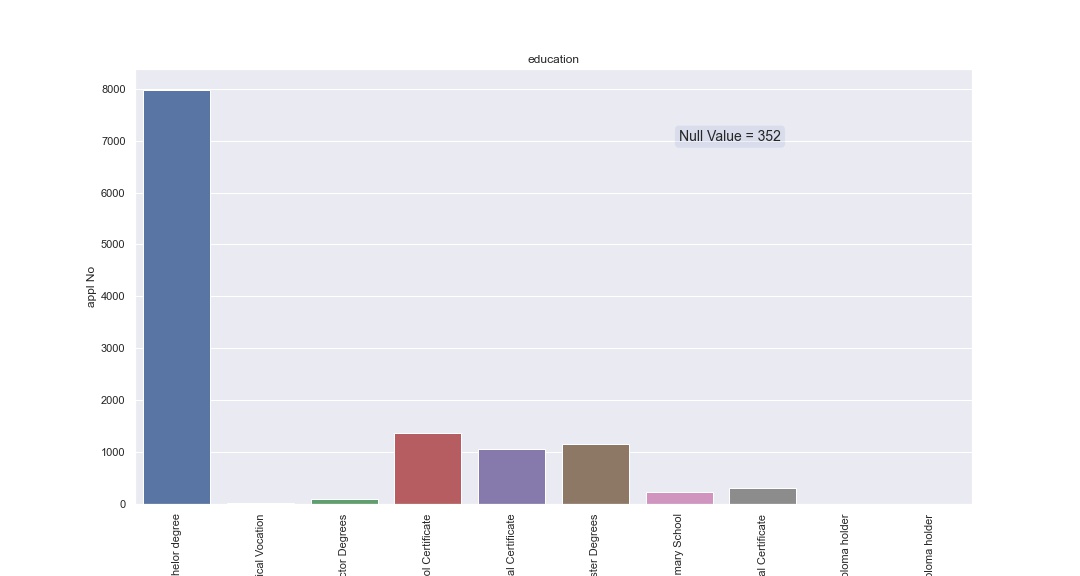 education
8000
7000
6000
5000
4000
3000
2000
1000
0
appl No
Null Value = 352
helor degree
ical Vocation
ctor Degrees
ol Certificate
al Certificate
ster Degrees
mary School
al Certificate
ploma holder
ploma holder